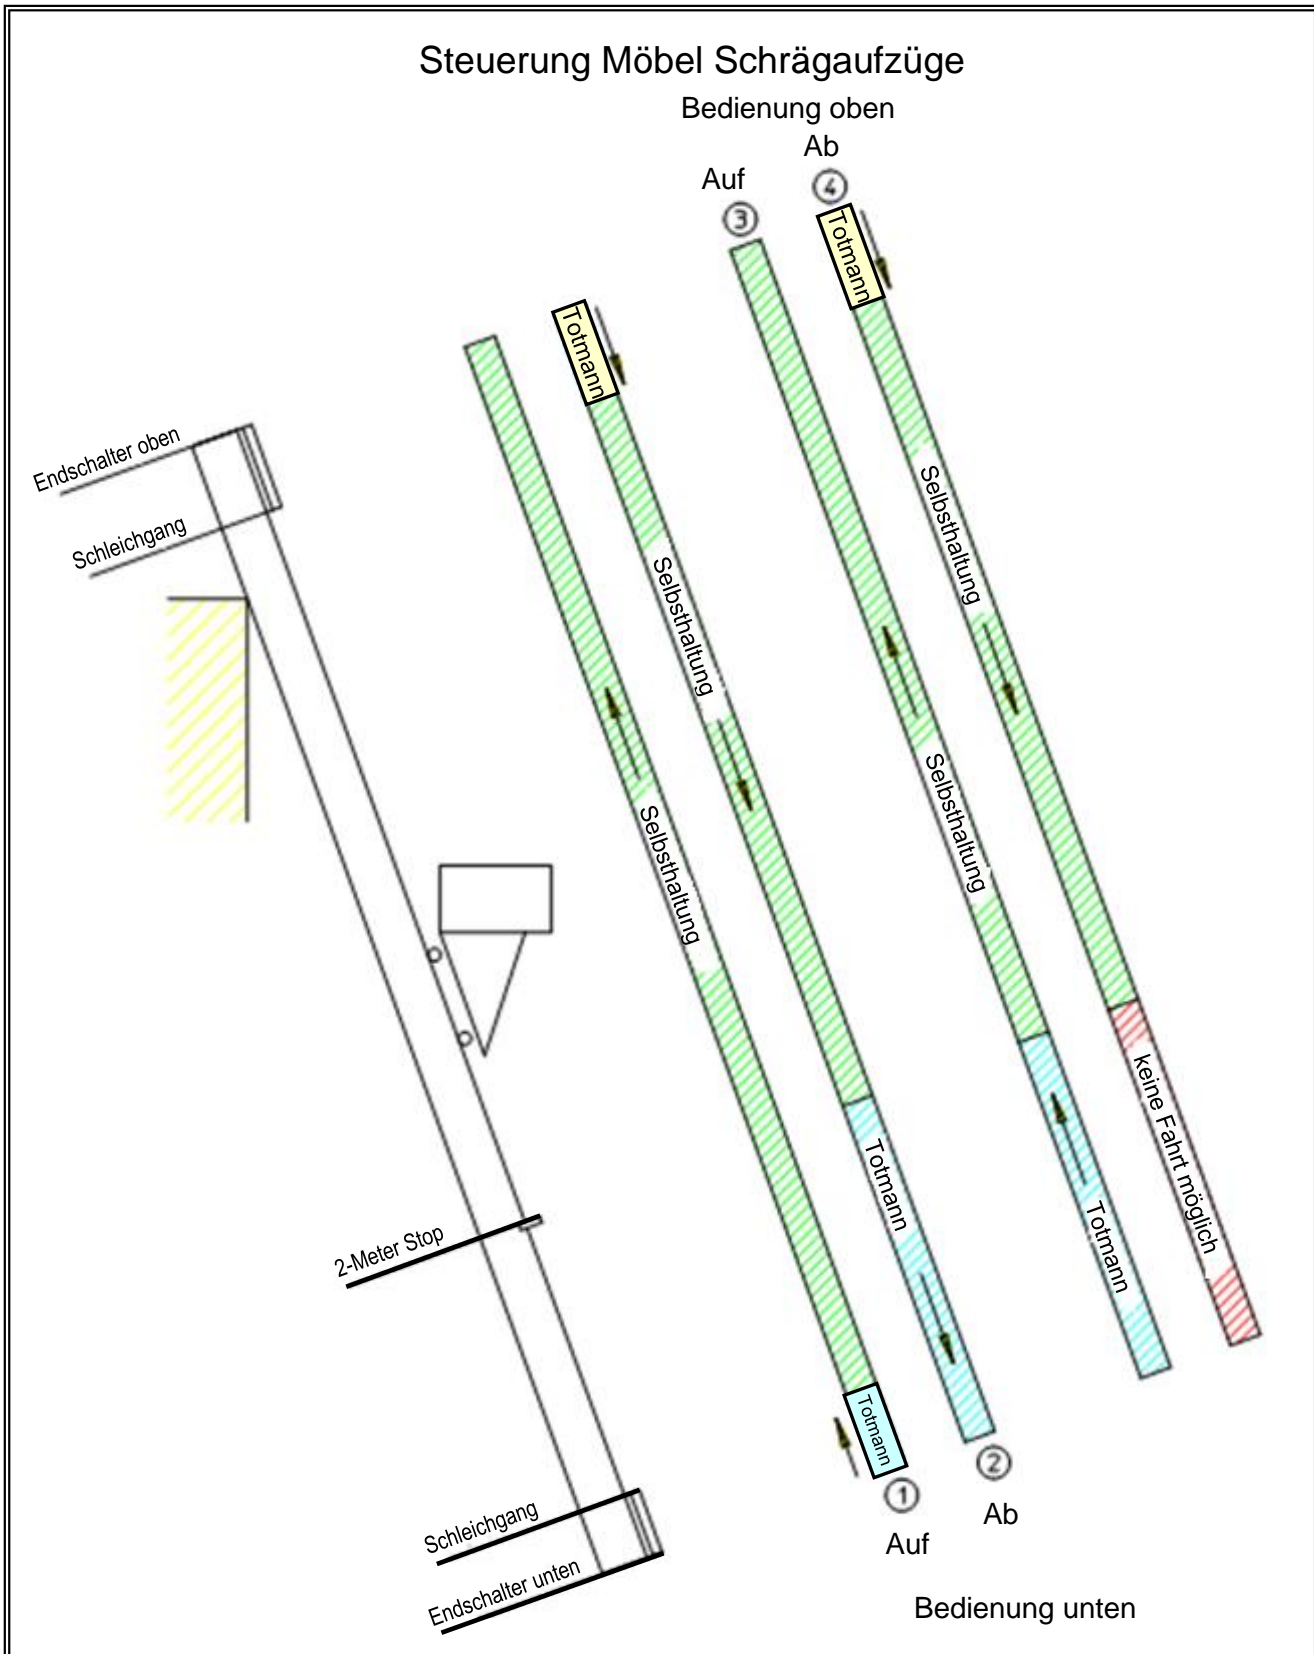 Steuerung Möbel Schrägaufzüge
Bedienung oben
Ab
Auf
4
3
Totmann
Totmann
Endschalter oben
Schleichgang
Selbsthaltung
Selbsthaltung
Selbsthaltung
Selbsthaltung
keine Fahrt möglich
Totmann
Totmann
2-Meter Stop
Totmann
2
1
Ab
Auf
Schleichgang
Endschalter unten
Bedienung unten